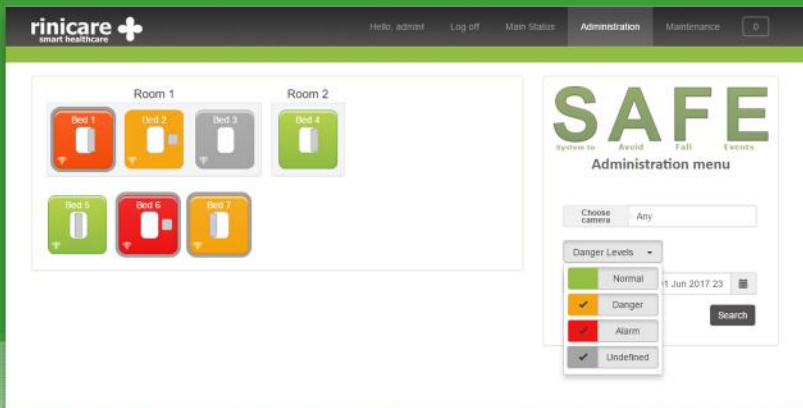 rinicare
smart healthcare
Hello, admin! Log off Main Status Administration Maintenance 0
Room 1 Room 2
Bed 1 Bed 2 Bed 3 Bed 4
Bed 5 Bed 6 Bed 7
SAFE
System to Avoid Fall Events
Administration menu
Choose camera Any
Danger Levels
Normal
Danger
Alarm
Undefined
Jun 2017 23
Search